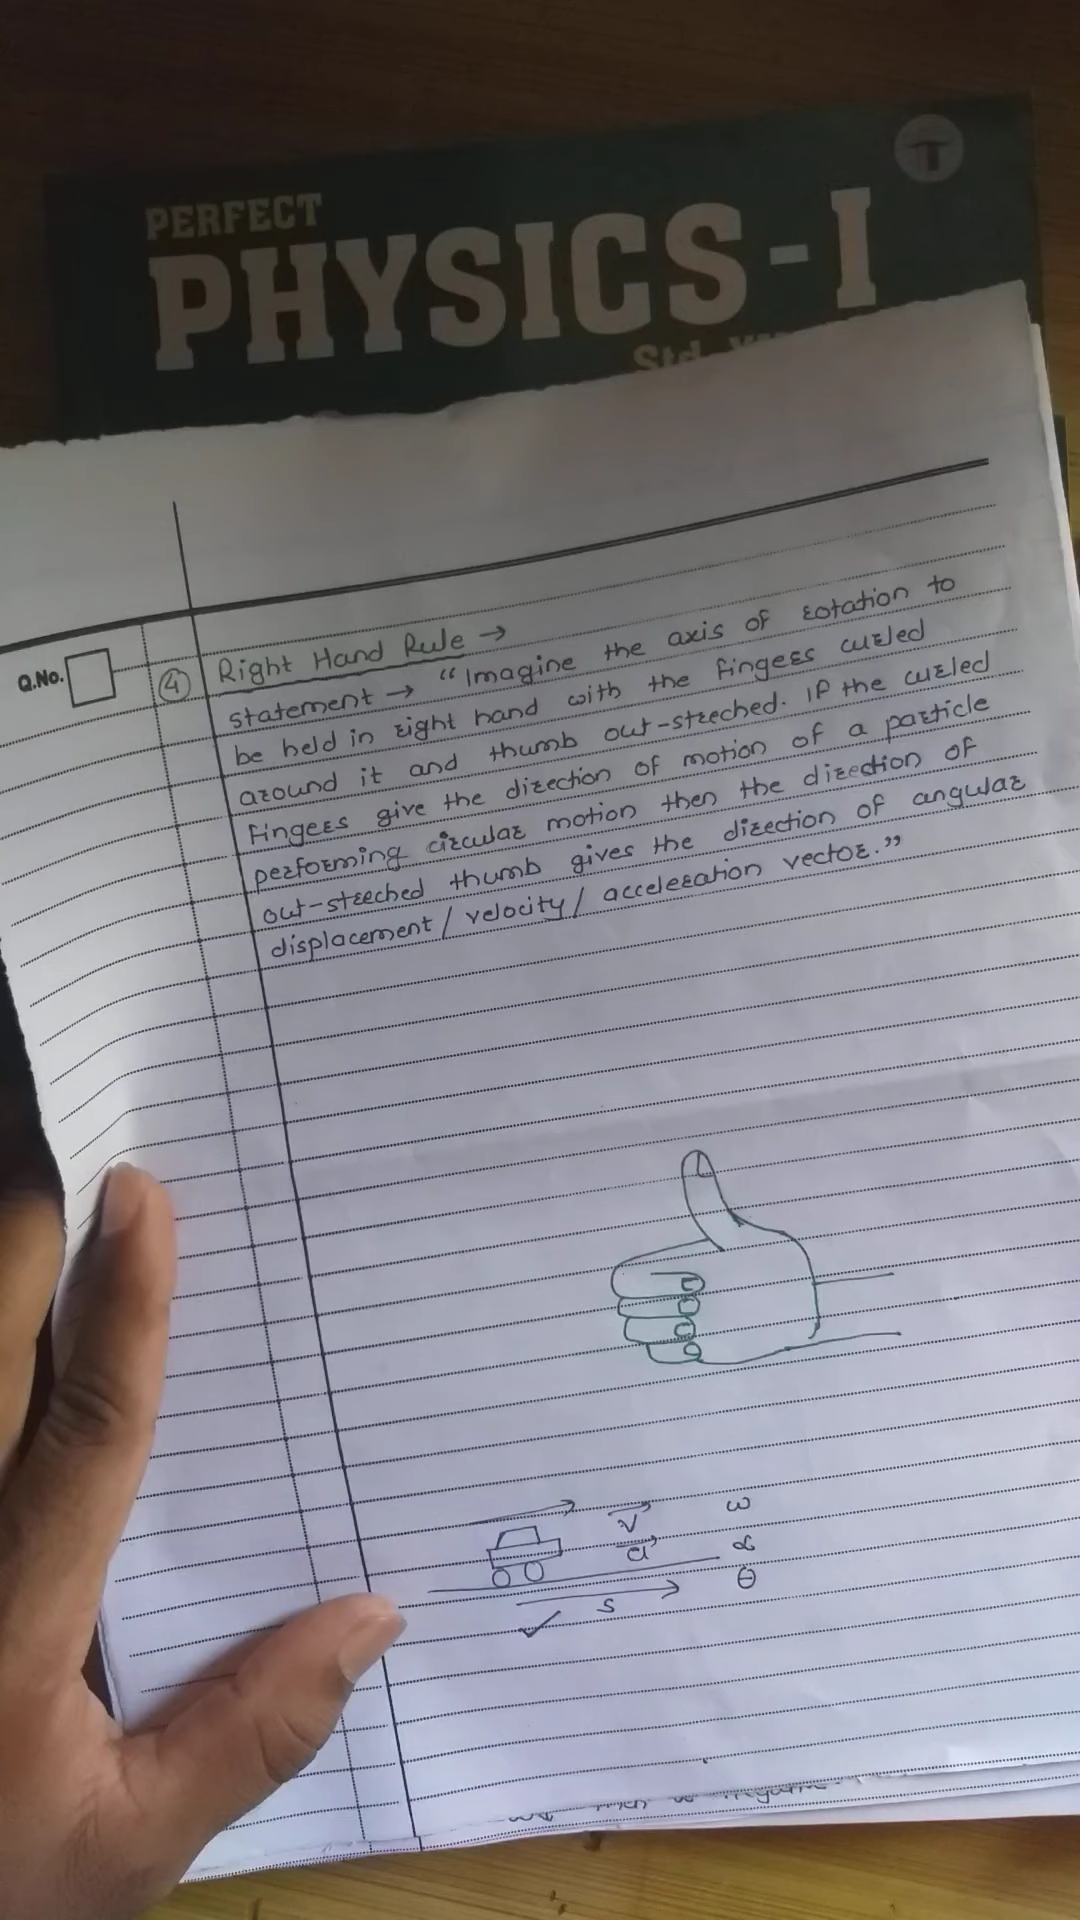 PERFECT
PHYSICS-I
Std.
T
Q.No.
④ Right Hand Rule →
statement → “Imagine the axis of rotation to
be held in right hand with the fingers curled
around it and thumb out-streched. If the curled
fingers give the direction of motion of a particle
performing circular motion then the direction of
out-streched thumb gives the direction of angular
displacement / velocity / acceleration vector.”
v⃗ ω
a⃗ α
θ
s